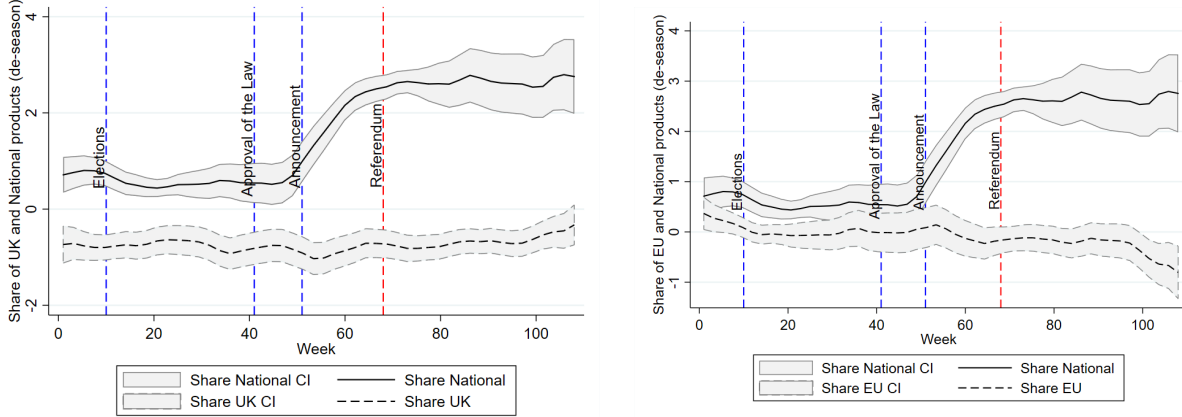 Share of UK and National products (de-season)
4
2
0
-2
Elections
Approval of the Law
Announcement
Referendum
0 20 40 60 80 100
Week
Share National CI Share National
Share UK CI Share UK
Share of EU and National products (de-season)
4
3
2
1
0
-1
Elections
Approval of the Law
Announcement
Referendum
0 20 40 60 80 100
Week
Share National CI Share National
Share EU CI Share EU